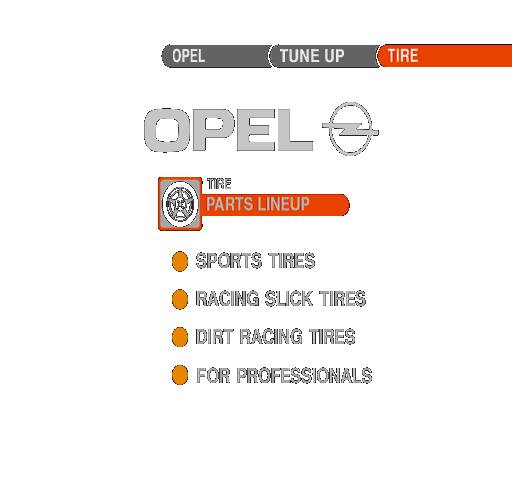 OPEL TUNE UP TIRE
OPEL
TIRE
PARTS LINEUP
SPORTS TIRES
RACING SLICK TIRES
DIRT RACING TIRES
FOR PROFESSIONALS